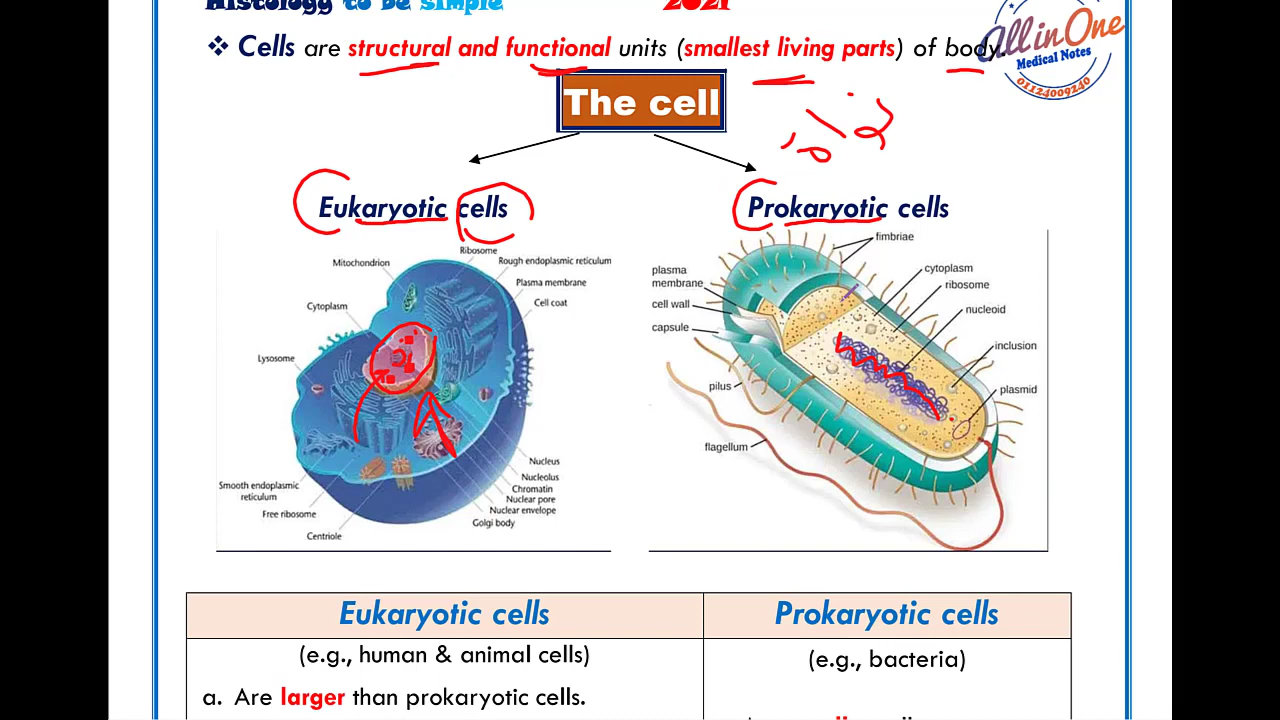 Histology to be simple 2021
All in One
Medical Notes
01124009240
❖ Cells are structural and functional units (smallest living parts) of body.
The cell
Eukaryotic cells
Prokaryotic cells
Ribosome
Mitochondrion
Rough endoplasmic reticulum
Plasma membrane
Cell coat
Cytoplasm
Lysosome
Nucleus
Nucleolus
Chromatin
Nuclear pore
Nuclear envelope
Golgi body
Smooth endoplasmic
reticulum
Free ribosome
Centriole
fimbriae
plasma
membrane
cell wall
capsule
cytoplasm
ribosome
nucleoid
inclusion
plasmid
pilus
flagellum
Eukaryotic cells
Prokaryotic cells
(e.g., human & animal cells)
(e.g., bacteria)
a. Are larger than prokaryotic cells.